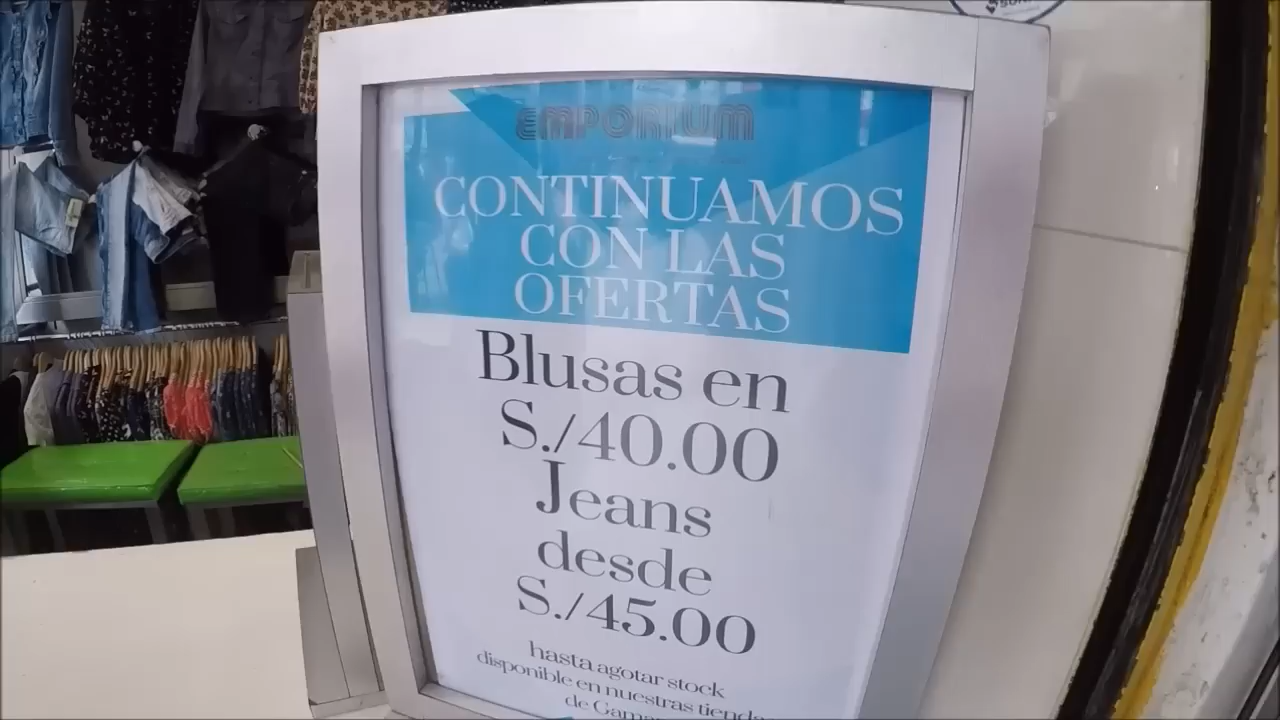 EMPORIUM
CONTINUAMOS
CON LAS
OFERTAS
Blusas en
S./40.00
Jeans
desde
S./45.00
hasta agotar stock
disponible en nuestras
de